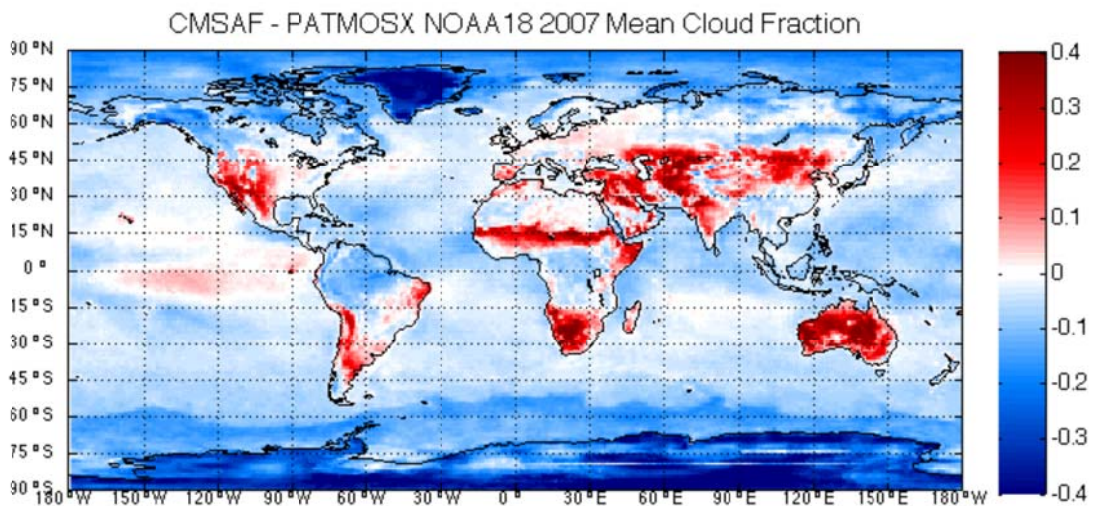 CMSAF - PATMOSX NOAA18 2007 Mean Cloud Fraction
90°N
75°N
60°N
45°N
30°N
15°N
0°
15°S
30°S
45°S
60°S
75°S
90°S
180°W 150°W 120°W 90°W 60°W 30°W 0° 30°E 60°E 90°E 120°E 150°E 180°W
0.4
0.3
0.2
0.1
0
-0.1
-0.2
-0.3
-0.4